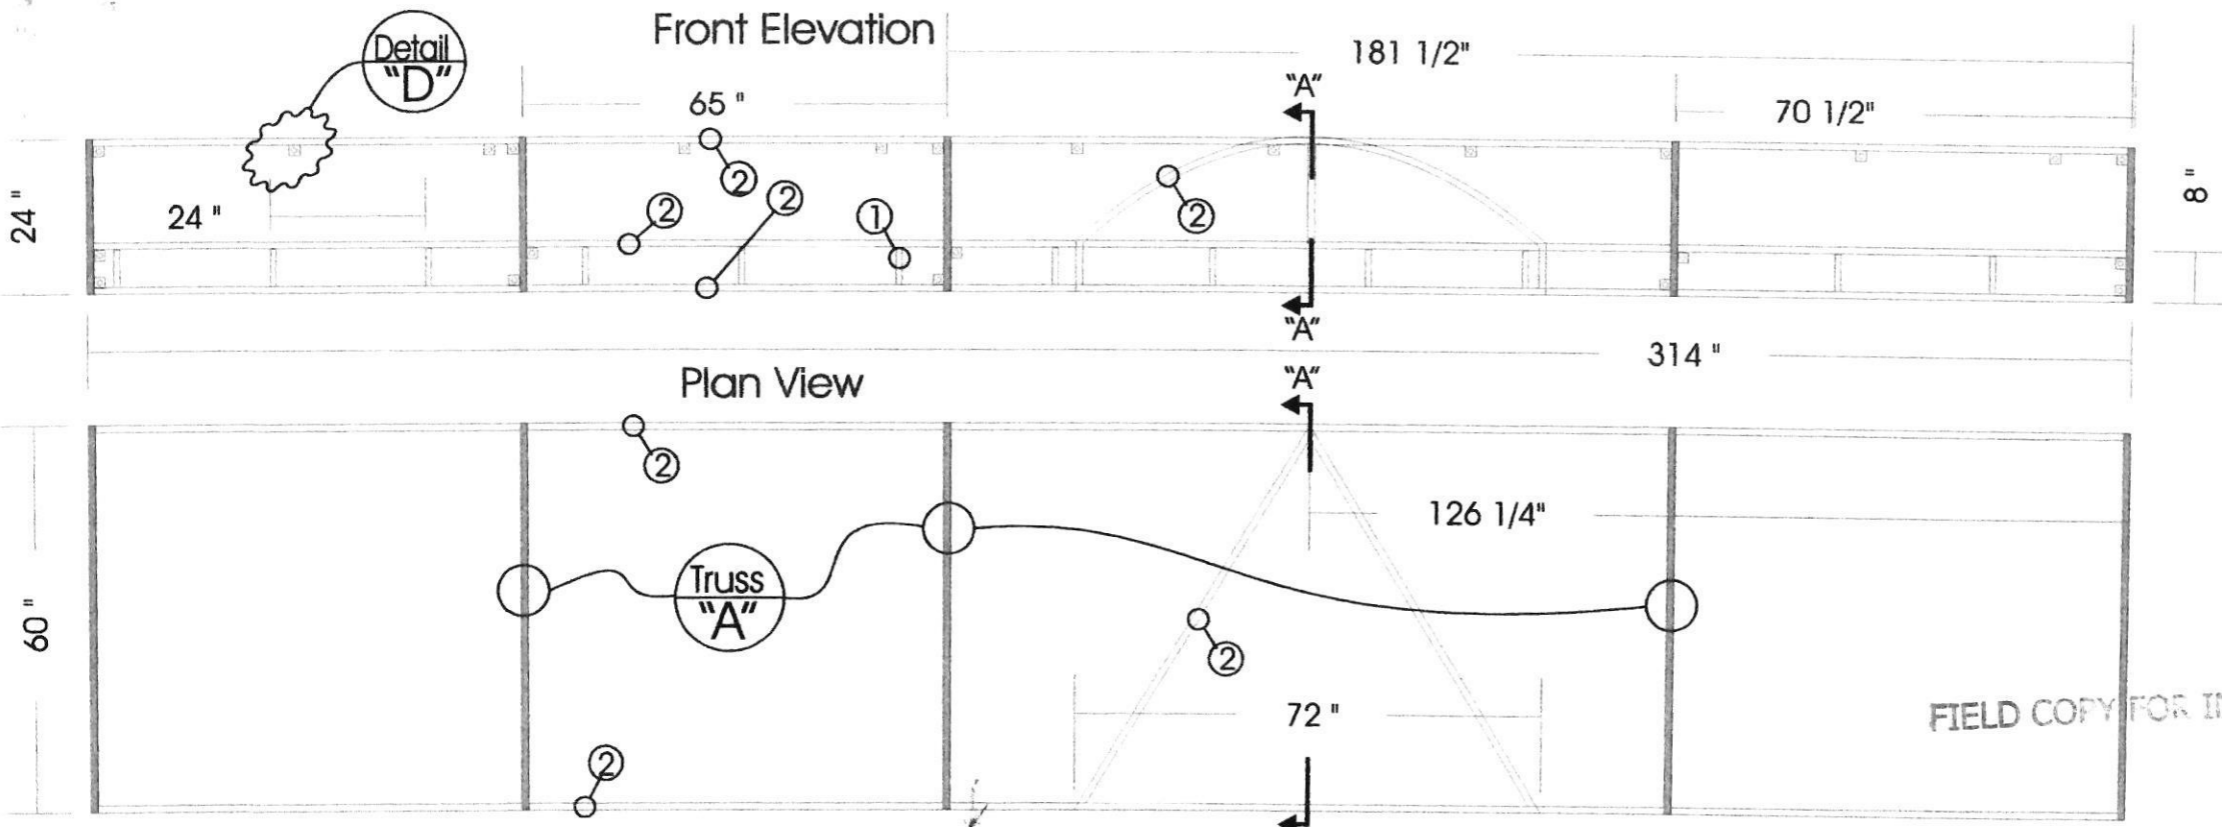 Front Elevation
Detail
"D"
181 1/2"
"A"
65 "
70 1/2"
24 "
24 "
2
2
2
1
2
8 "
"A"
314 "
Plan View
"A"
2
126 1/4"
Truss
"A"
60 "
2
72 "
2
FIELD COPY FOR